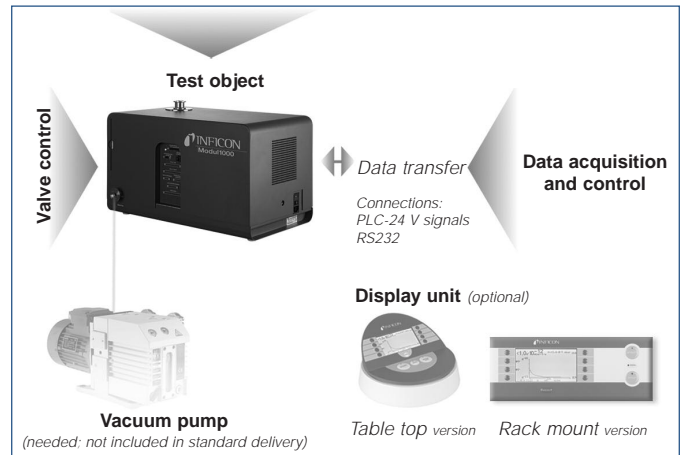 Test object
Valve control
INFICON
Modul1000
Data transfer
Connections:
PLC-24 V signals
RS232
Data acquisition
and control
Display unit (optional)
INFICON
INFICON
Vacuum pump
(needed; not included in standard delivery)
Table top version
Rack mount version